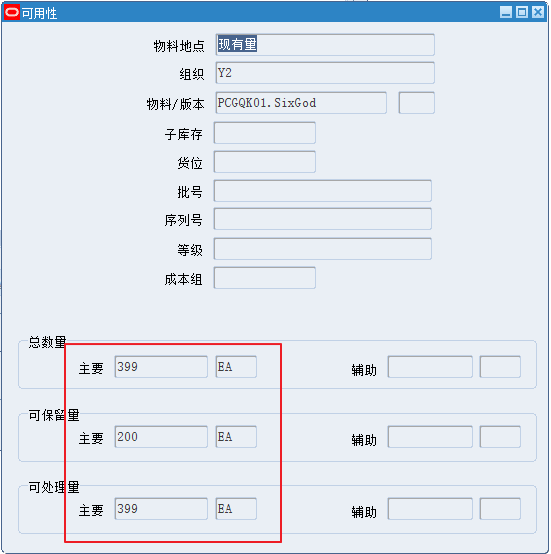 可用性
物料地点 现有量
组织 Y2
物料/版本 PCGQK01.SixGod
子库存
货位
批号
序列号
等级
成本组
总数量
主要 399 EA 辅助
可保留量
主要 200 EA 辅助
可处理量
主要 399 EA 辅助